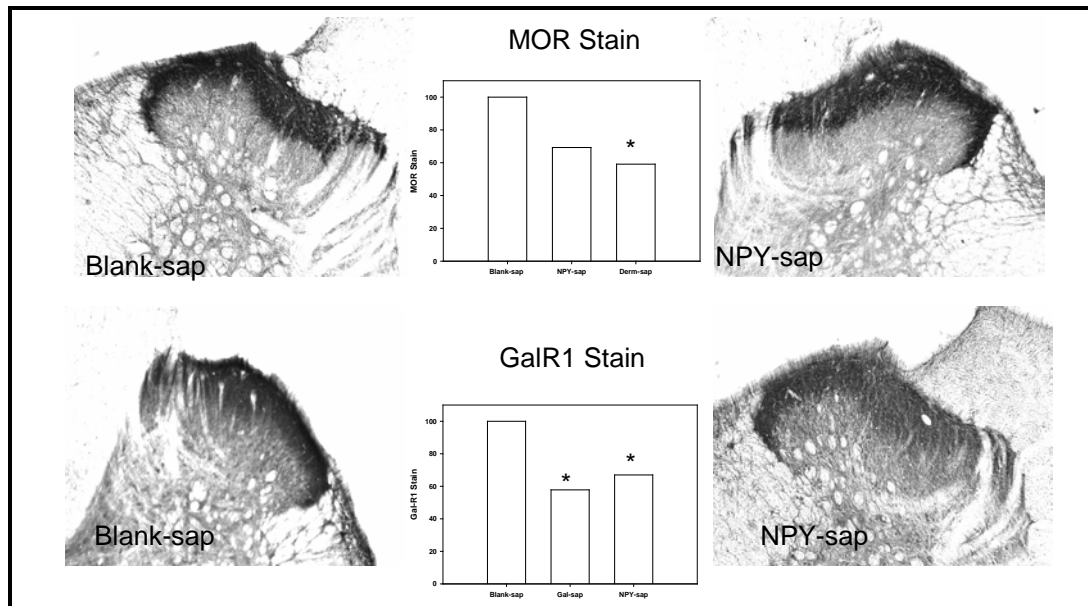 MOR Stain
100
80
60
40
20
0
MOR Stain
*
Blank-sap NPY-sap Derm-sap
Blank-sap
NPY-sap
GalR1 Stain
100
80
60
40
20
0
Gal-R1 Stain
* *
Blank-sap Gal-sap NPY-sap
Blank-sap
NPY-sap